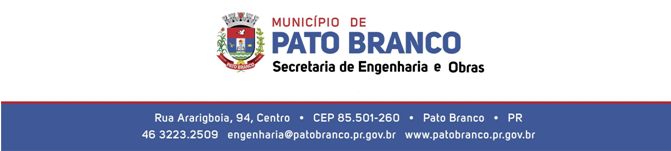 MUNICÍPIO DE
PATO BRANCO
Secretaria de Engenharia e Obras
PATO BRANCO
Rua Ararigboia, 94, Centro • CEP 85.501-260 • Pato Branco • PR
46 3223.2509 engenharia@patobranco.pr.gov.br www.patobranco.pr.gov.br